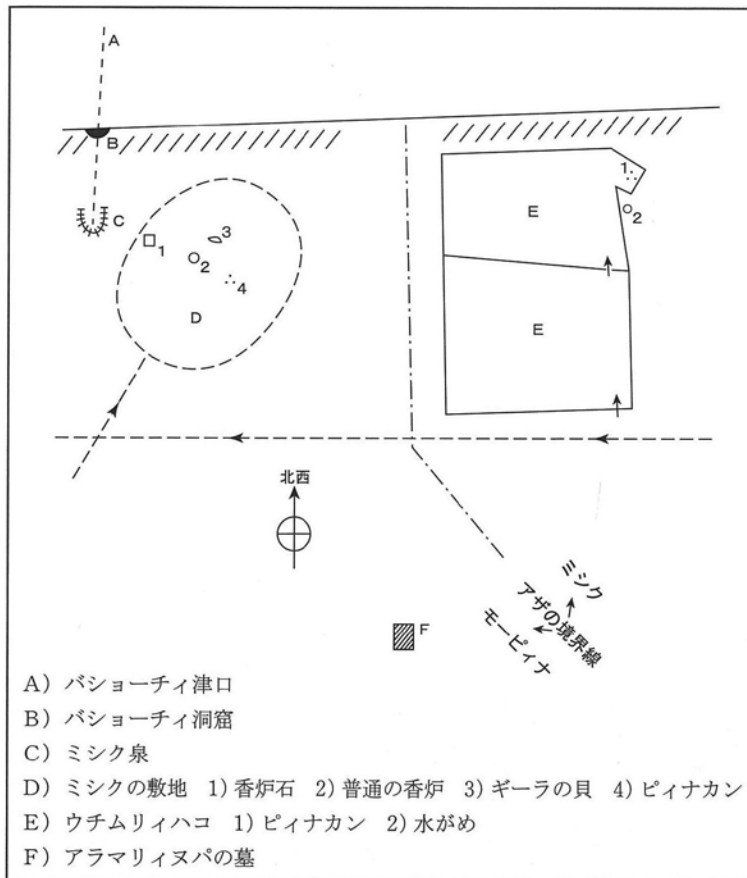 A
B
C
1
2
3
4
D
E
1
2
E
北西
ミシク
アザの境界線
モーピィナ
F
A) バショーチィ津口
B) バショーチィ洞窟
C) ミシク泉
D) ミシクの敷地 1) 香炉石 2) 普通の香炉 3) ギーラの貝 4) ピィナカン
E) ウチムリィハコ 1) ピィナカン 2) 水がめ
F) アラマリィヌパの墓